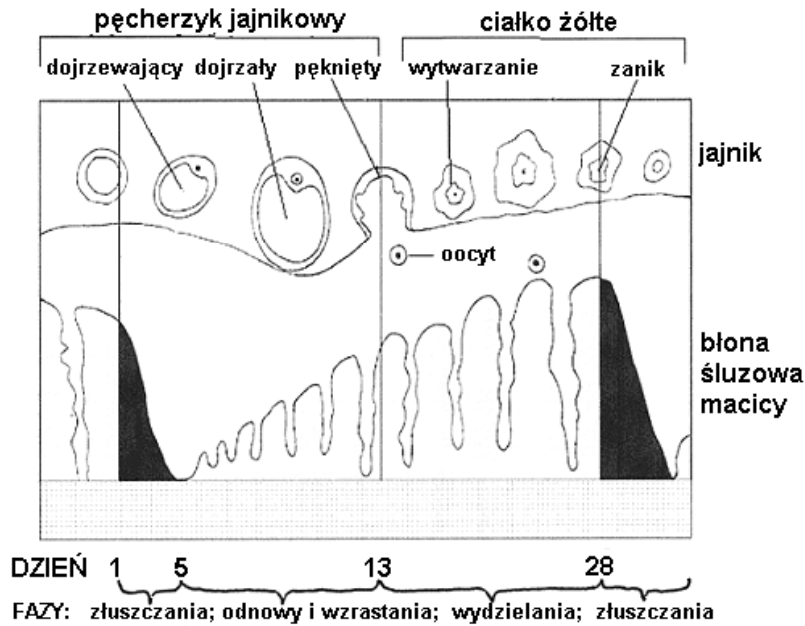 pęcherzyk jajnikowy ciałko żółte
dojrzewający dojrzały pęknięty wytwarzanie zanik
jajnik
oocyt
błona
śluzowa
macicy
DZIEŃ 1 5 13 28
FAZY: złuszczania; odnowy i wzrastania; wydzielania; złuszczania